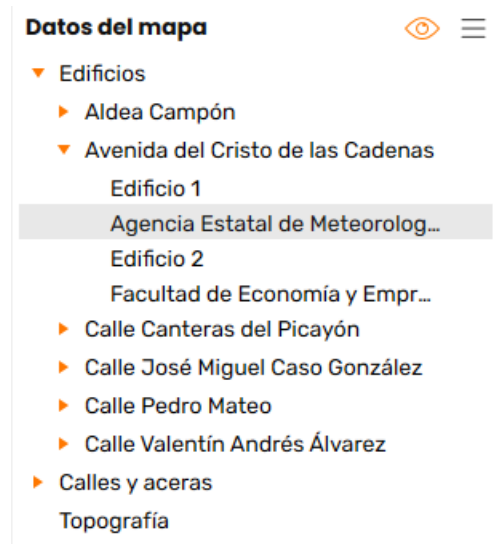 Datos del mapa
Edificios
Aldea Campón
Avenida del Cristo de las Cadenas
Edificio 1
Agencia Estatal de Meteorolog...
Edificio 2
Facultad de Economía y Empr...
Calle Canteras del Picayón
Calle José Miguel Caso González
Calle Pedro Mateo
Calle Valentín Andrés Álvarez
Calles y aceras
Topografía